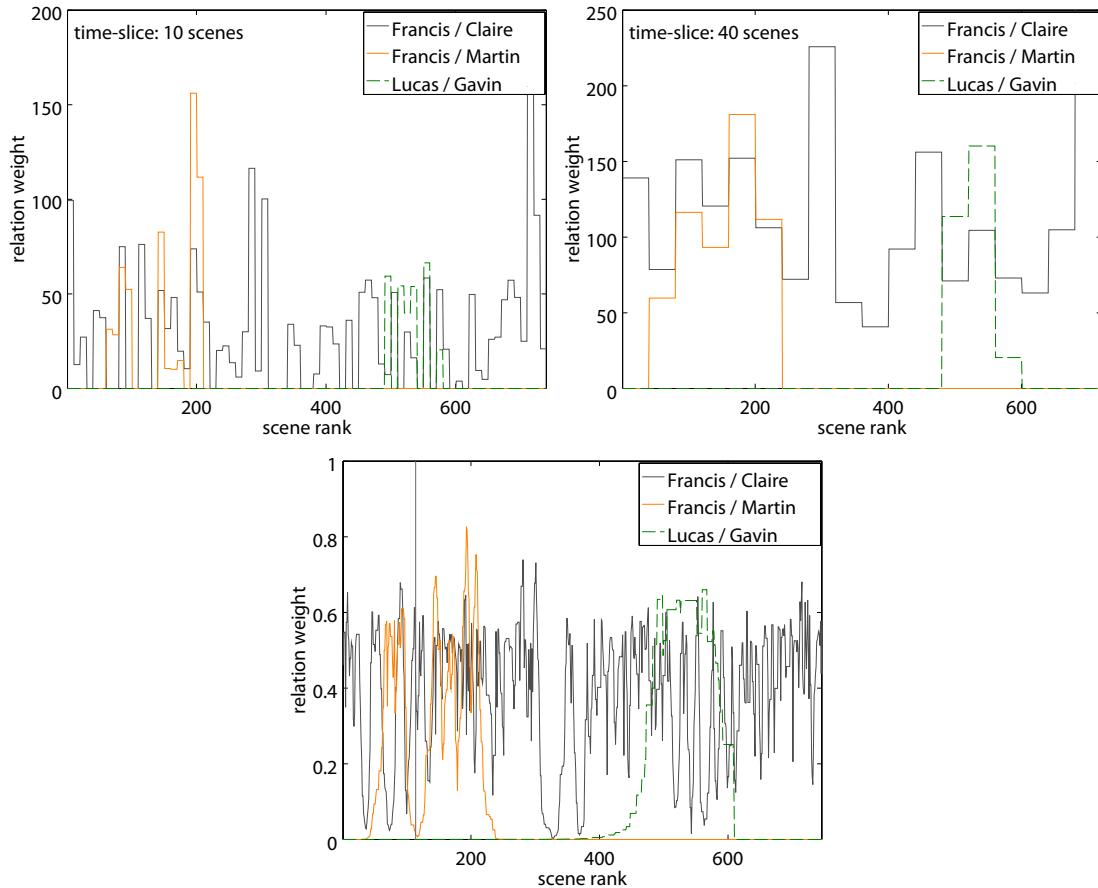 time-slice: 10 scenes
Francis / Claire
Francis / Martin
Lucas / Gavin
200
150
100
50
0
relation weight
200
400
600
scene rank
time-slice: 40 scenes
Francis / Claire
Francis / Martin
Lucas / Gavin
250
200
150
100
50
0
relation weight
200
400
600
scene rank
Francis / Claire
Francis / Martin
Lucas / Gavin
1
0.8
0.6
0.4
0.2
0
relation weight
200
400
600
scene rank